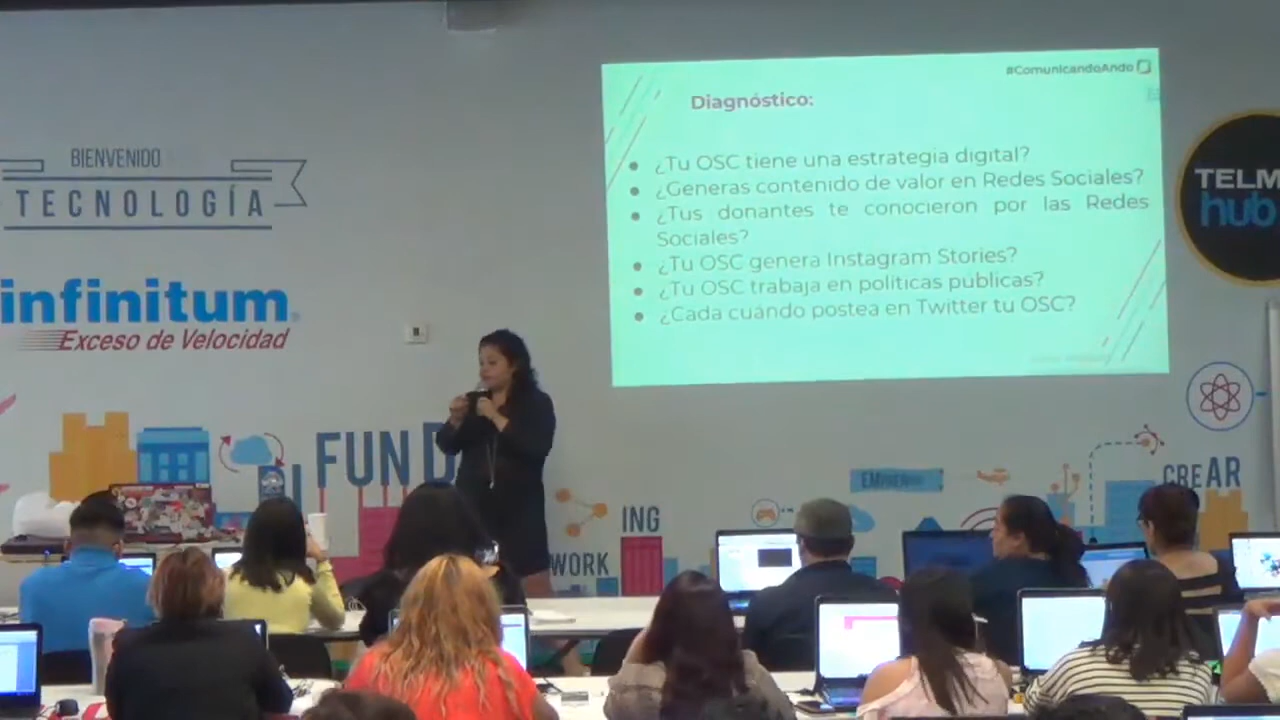 #ComunicandoAndo
Diagnóstico:
¿Tu OSC tiene una estrategia digital?
¿Generas contenido de valor en Redes Sociales?
¿Tus donantes te conocieron por las Redes
Sociales?
¿Tu OSC genera Instagram Stories?
¿Tu OSC trabaja en políticas públicas?
¿Cada cuándo postea en Twitter tu OSC?
BIENVENIDO
TECNOLOGÍA
infinitum
Exceso de Velocidad
TELM
hub
FUND
ING
WORK
CREAR